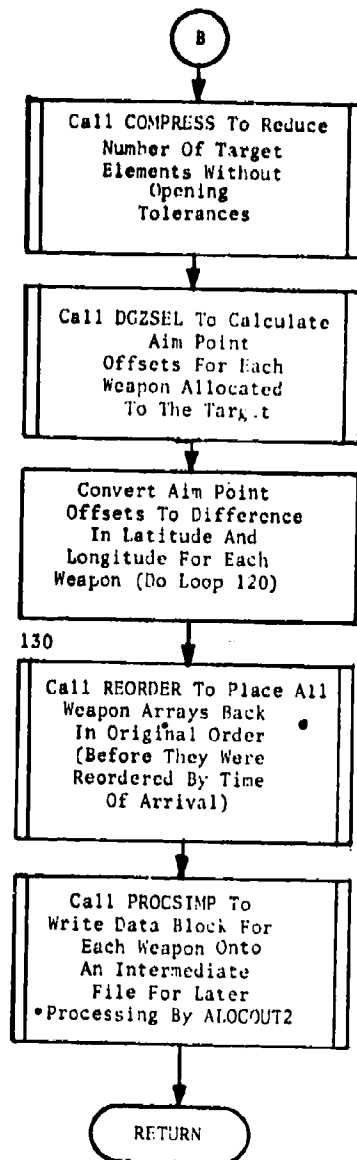 B
Call COMPRESS To Reduce
Number Of Target
Elements Without
Opening
Tolerances
Call DGZSEL To Calculate
Aim Point
Offsets For Each
Weapon Allocated
To The Target
Convert Aim Point
Offsets To Difference
In Latitude And
Longitude For Each
Weapon (Do Loop 120)
130
Call REORDER To Place All
Weapon Arrays Back
In Original Order
(Before They Were
Reordered By Time
Of Arrival)
Call PROCSIMP To
Write Data Block For
Each Weapon Onto
An Intermediate
File For Later
Processing By ALOCOUT2
RETURN